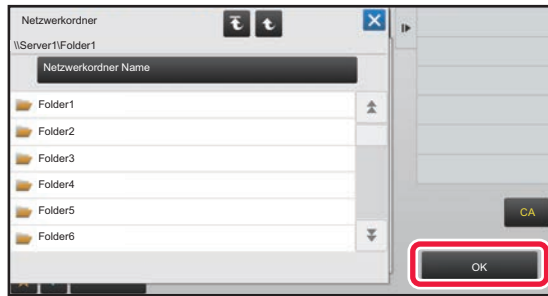 Netzwerkordner
\\Server1\Folder1
Netzwerkordner Name
Folder1
Folder2
Folder3
Folder4
Folder5
Folder6
CA
OK